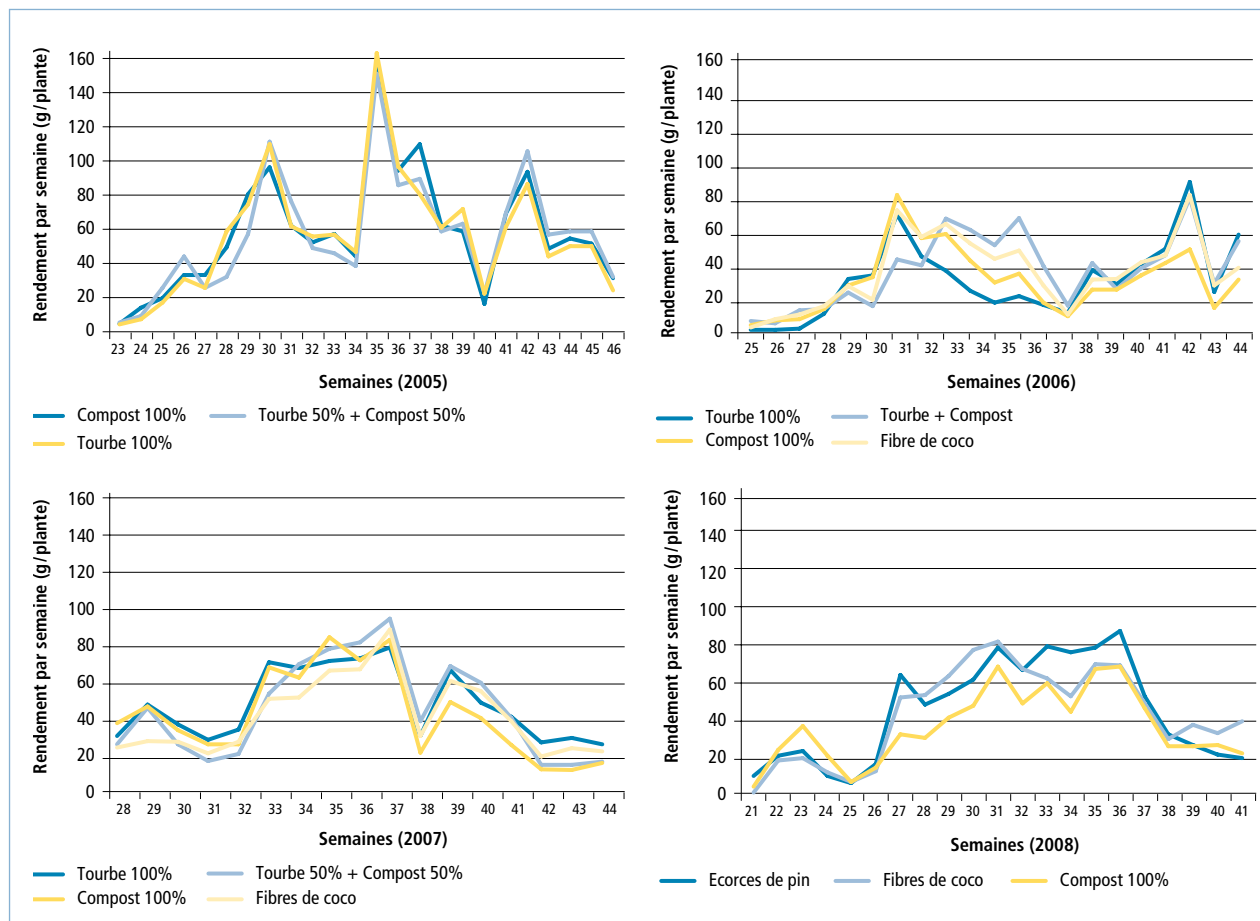 Rendement par semaine (g/plante)
160
140
120
100
80
60
40
20
0
23 24 25 26 27 28 29 30 31 32 33 34 35 36 37 38 39 40 41 42 43 44 45 46
Semaines (2005)
Compost 100% Tourbe 50% + Compost 50%
Tourbe 100%
Rendement par semaine (g/plante)
160
140
120
100
80
60
40
20
0
25 26 27 28 29 30 31 32 33 34 35 36 37 38 39 40 41 42 43 44
Semaines (2006)
Tourbe 100% Tourbe + Compost
Compost 100% Fibre de coco
Rendement par semaine (g/plante)
160
140
120
100
80
60
40
20
0
28 29 30 31 32 33 34 35 36 37 38 39 40 41 42 43 44
Semaines (2007)
Tourbe 100% Tourbe 50% + Compost 50%
Compost 100% Fibres de coco
Rendement par semaine (g/plante)
160
140
120
100
80
60
40
20
0
21 22 23 24 25 26 27 28 29 30 31 32 33 34 35 36 37 38 39 40 41
Semaines (2008)
Ecorces de pin Fibres de coco Compost 100%